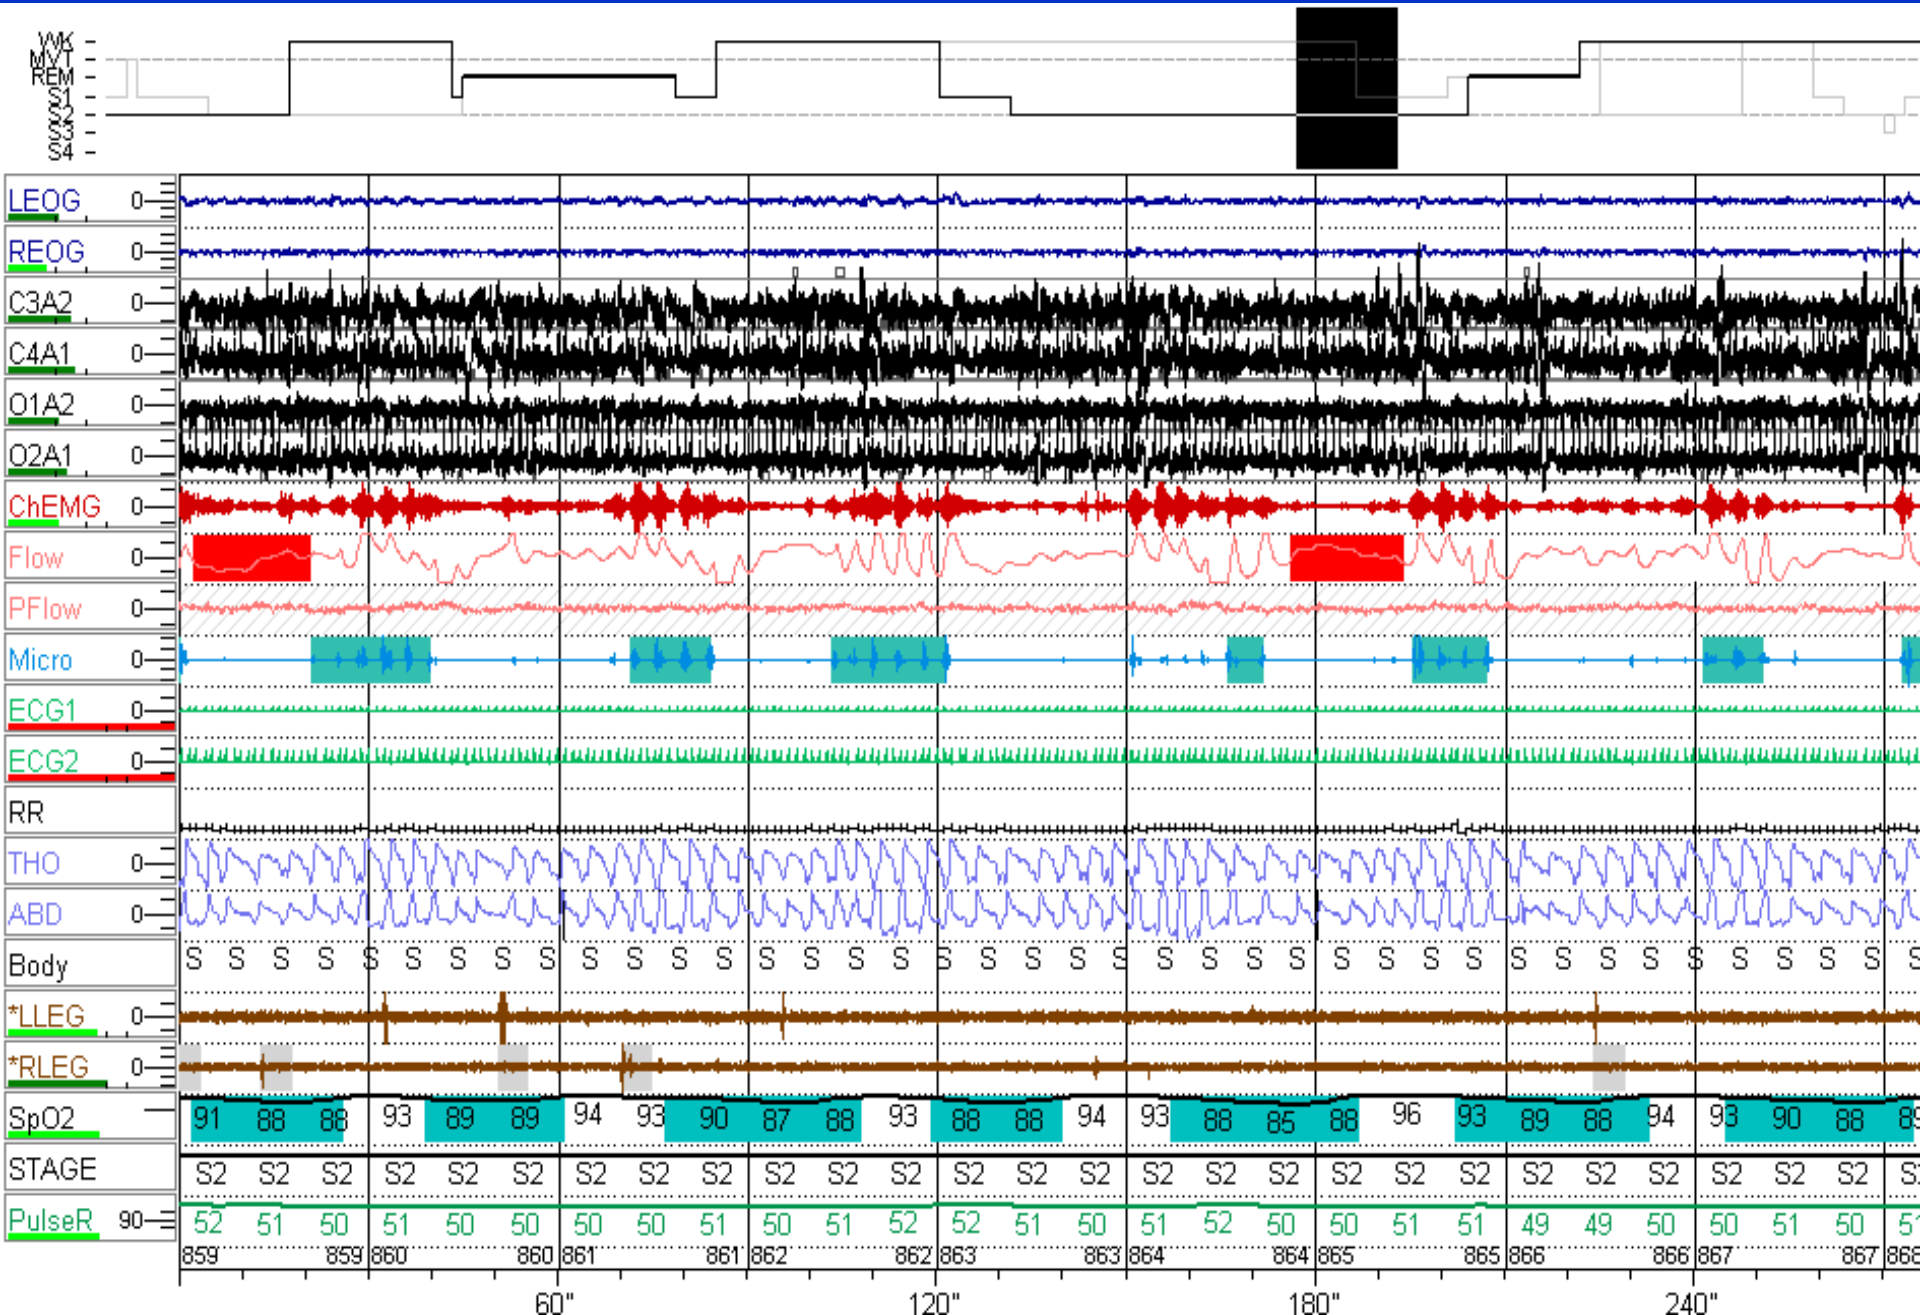 WK
MVT
REM
S1
S2
S3
S4
LEOG 0
REOG 0
C3A2 0
C4A1 0
O1A2 0
O2A1 0
ChEMG 0
Flow 0
PFlow 0
Micro 0
ECG1 0
ECG2 0
RR
THO 0
ABD 0
Body S S S S S S S S S S S S S S S S S S S S S S S S S S S S S S S S S S S S S S S
*LLEG 0
*RLEG 0
SpO2 91 88 88 93 89 89 94 93 90 87 88 93 88 88 94 93 88 85 88 96 93 89 88 94 93 90 88 89
STAGE S2 S2 S2 S2 S2 S2 S2 S2 S2 S2 S2 S2 S2 S2 S2 S2 S2 S2 S2 S2 S2 S2 S2 S2 S2 S2 S2 S2
PulseR 90 52 51 50 51 50 50 50 50 51 50 51 52 52 51 50 51 52 50 50 51 51 49 49 50 50 51 50 51
859 859 860 860 861 861 862 862 863 863 864 864 865 865 866 866 867 867 868
60" 120" 180" 240"